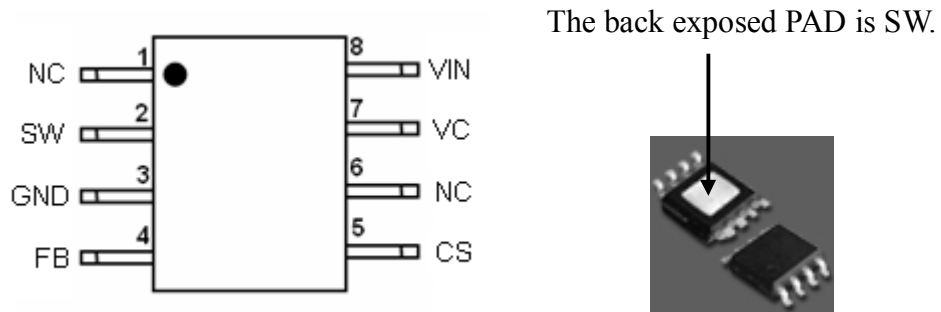 The back exposed PAD is SW.
NC 1 8 VIN
SW 2 7 VC
GND 3 6 NC
FB 4 5 CS